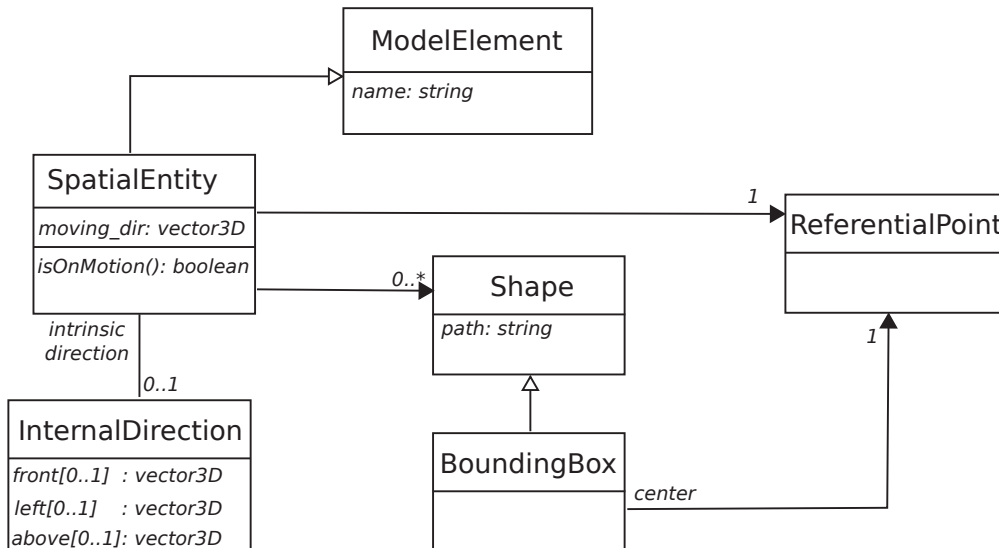 ModelElement
name: string
SpatialEntity
moving_dir: vector3D
isOnMotion(): boolean
1
ReferentialPoint
0..*
Shape
path: string
intrinsic
direction
0..1
1
InternalDirection
front[0..1] : vector3D
left[0..1] : vector3D
above[0..1]: vector3D
BoundingBox
center